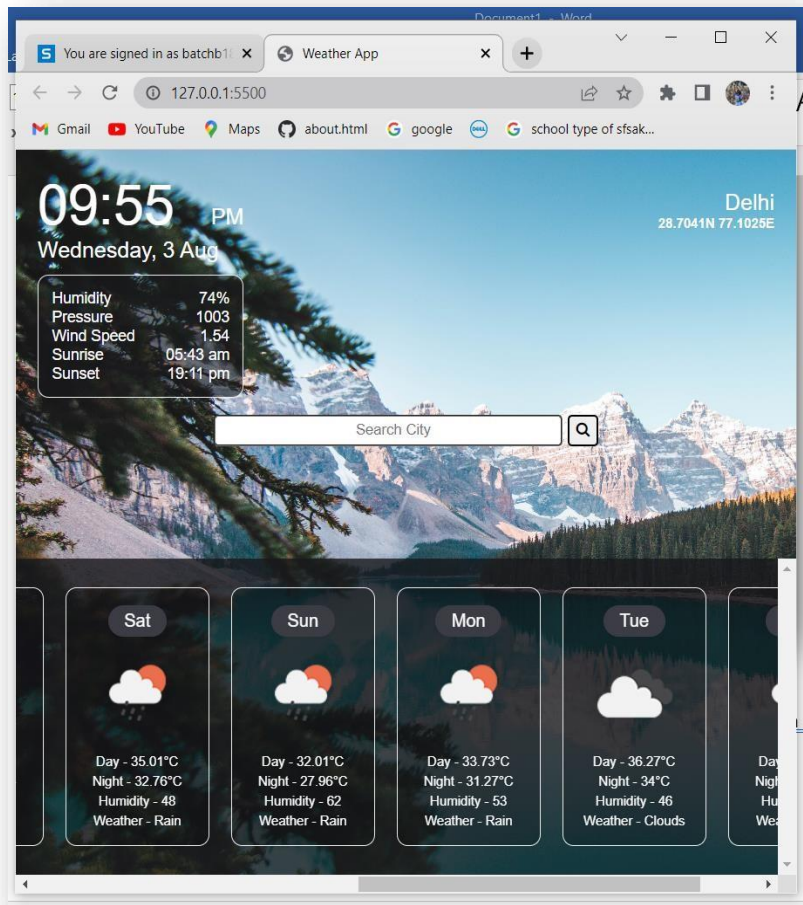 Document1 - Word
You are signed in as batchb18
Weather App
127.0.0.1:5500
Gmail YouTube Maps about.html google DELL school type of sfsak...
09:55 PM
Wednesday, 3 Aug
Delhi
28.7041N 77.1025E
Humidity 74%
Pressure 1003
Wind Speed 1.54
Sunrise 05:43 am
Sunset 19:11 pm
Search City
Sat Sun Mon Tue
Day - 35.01°C Day - 32.01°C Day - 33.73°C Day - 36.27°C
Night - 32.76°C Night - 27.96°C Night - 31.27°C Night - 34°C
Humidity - 48 Humidity - 62 Humidity - 53 Humidity - 46
Weather - Rain Weather - Rain Weather - Rain Weather - Clouds